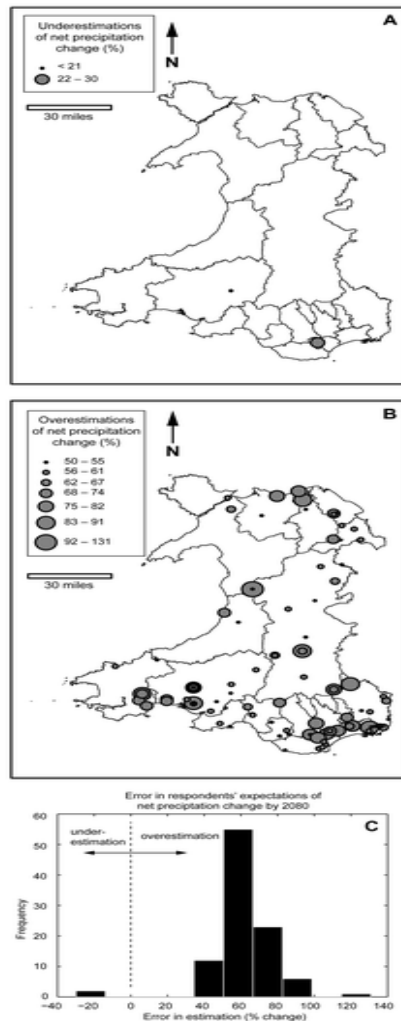 A
Underestimations
of net precipitation
change (%)
< 21
22 – 30
N
30 miles
B
Overestimations
of net precipitation
change (%)
50 – 55
56 – 61
62 – 67
68 – 74
75 – 82
83 – 91
92 – 131
N
30 miles
Error in respondents' expectations of
net preciptation change by 2080
C
under-
estimation
overestimation
Frequency
60
50
40
30
20
10
0
−40 −20 0 20 40 60 80 100 120 140
Error in estimation (% change)